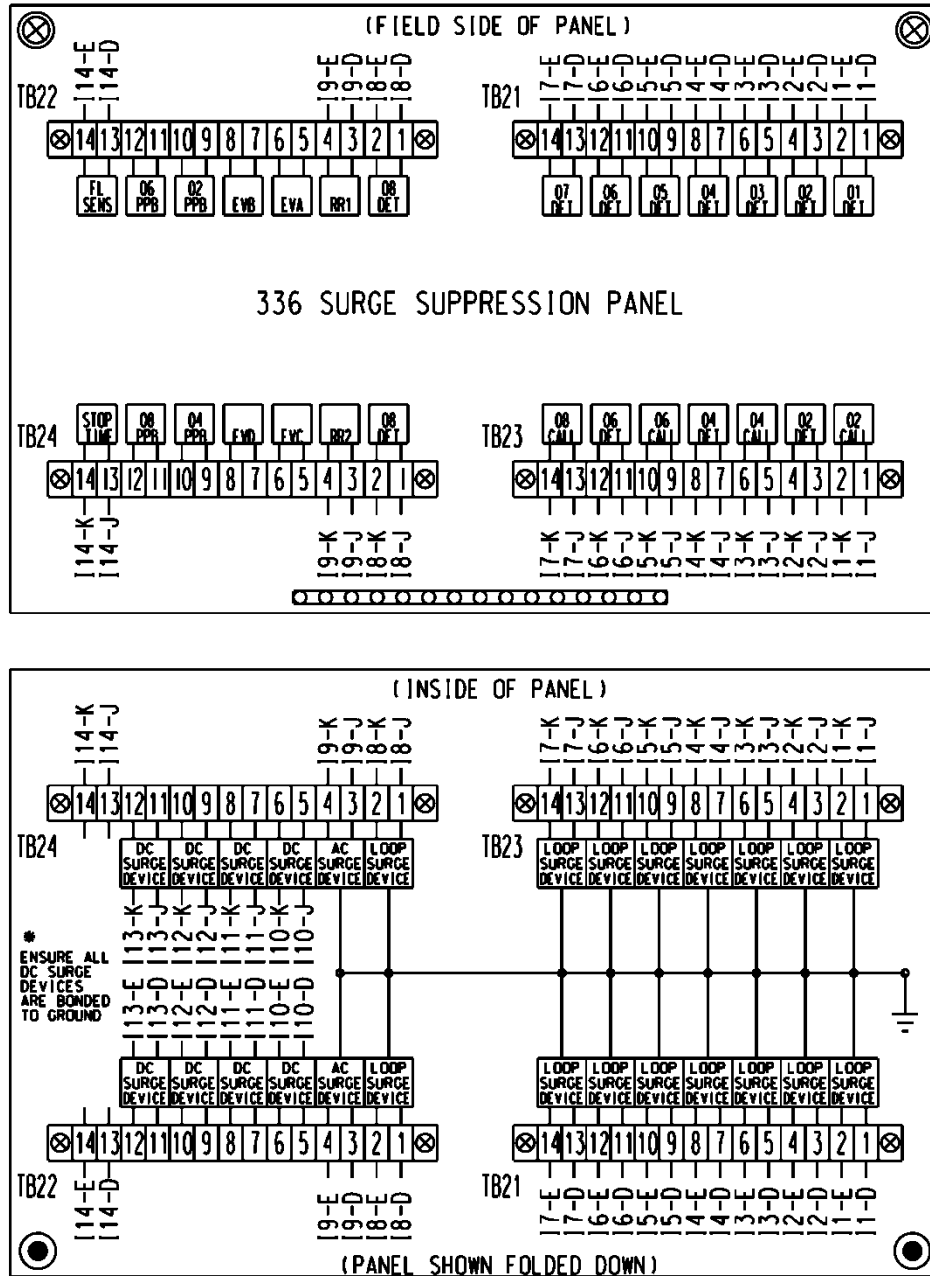 (FIELD SIDE OF PANEL)
I14-E I14-D I9-E I9-D I8-E I8-D I7-E I7-D I6-E I6-D I5-E I5-D I4-E I4-D I3-E I3-D I2-E I2-D I1-E I1-D
TB22 TB21
14 13 12 11 10 9 8 7 6 5 4 3 2 1 14 13 12 11 10 9 8 7 6 5 4 3 2 1
FL SENS 06 PPB 02 PPB EVB EVA RR1 08 DET 07 DET 06 DET 05 DET 04 DET 03 DET 02 DET 01 DET
336 SURGE SUPPRESSION PANEL
STOP TIME 08 PPB 04 PPB EVD EVC RR2 08 DET 08 CALL 06 DET 06 CALL 04 DET 04 CALL 02 DET 02 CALL
TB24 TB23
14 13 12 11 10 9 8 7 6 5 4 3 2 1 14 13 12 11 10 9 8 7 6 5 4 3 2 1
I14-K I14-J I9-K I9-J I8-K I8-J I7-K I7-J I6-K I6-J I5-K I5-J I4-K I4-J I3-K I3-J I2-K I2-J I1-K I1-J
(INSIDE OF PANEL)
I14-K I14-J I9-K I9-J I8-K I8-J I7-K I7-J I6-K I6-J I5-K I5-J I4-K I4-J I3-K I3-J I2-K I2-J I1-K I1-J
14 13 12 11 10 9 8 7 6 5 4 3 2 1 14 13 12 11 10 9 8 7 6 5 4 3 2 1
TB24 TB23
DC DC DC DC AC LOOP LOOP LOOP LOOP LOOP LOOP LOOP LOOP
SURGE SURGE SURGE SURGE SURGE SURGE SURGE SURGE SURGE SURGE SURGE SURGE SURGE
DEVICE DEVICE DEVICE DEVICE DEVICE DEVICE DEVICE DEVICE DEVICE DEVICE DEVICE DEVICE DEVICE
I13-K I13-J I12-K I12-J I11-K I11-J I10-K I10-J
*
ENSURE ALL
DC SURGE
DEVICES
ARE BONDED
TO GROUND
I13-E I13-D I12-E I12-D I11-E I11-D I10-E I10-D
DC DC DC DC AC LOOP LOOP LOOP LOOP LOOP LOOP LOOP LOOP
SURGE SURGE SURGE SURGE SURGE SURGE SURGE SURGE SURGE SURGE SURGE SURGE SURGE
DEVICE DEVICE DEVICE DEVICE DEVICE DEVICE DEVICE DEVICE DEVICE DEVICE DEVICE DEVICE DEVICE
14 13 12 11 10 9 8 7 6 5 4 3 2 1 14 13 12 11 10 9 8 7 6 5 4 3 2 1
TB22 TB21
I14-E I14-D I9-E I9-D I8-E I8-D I7-E I7-D I6-E I6-D I5-E I5-D I4-E I4-D I3-E I3-D I2-E I2-D I1-E I1-D
(PANEL SHOWN FOLDED DOWN)